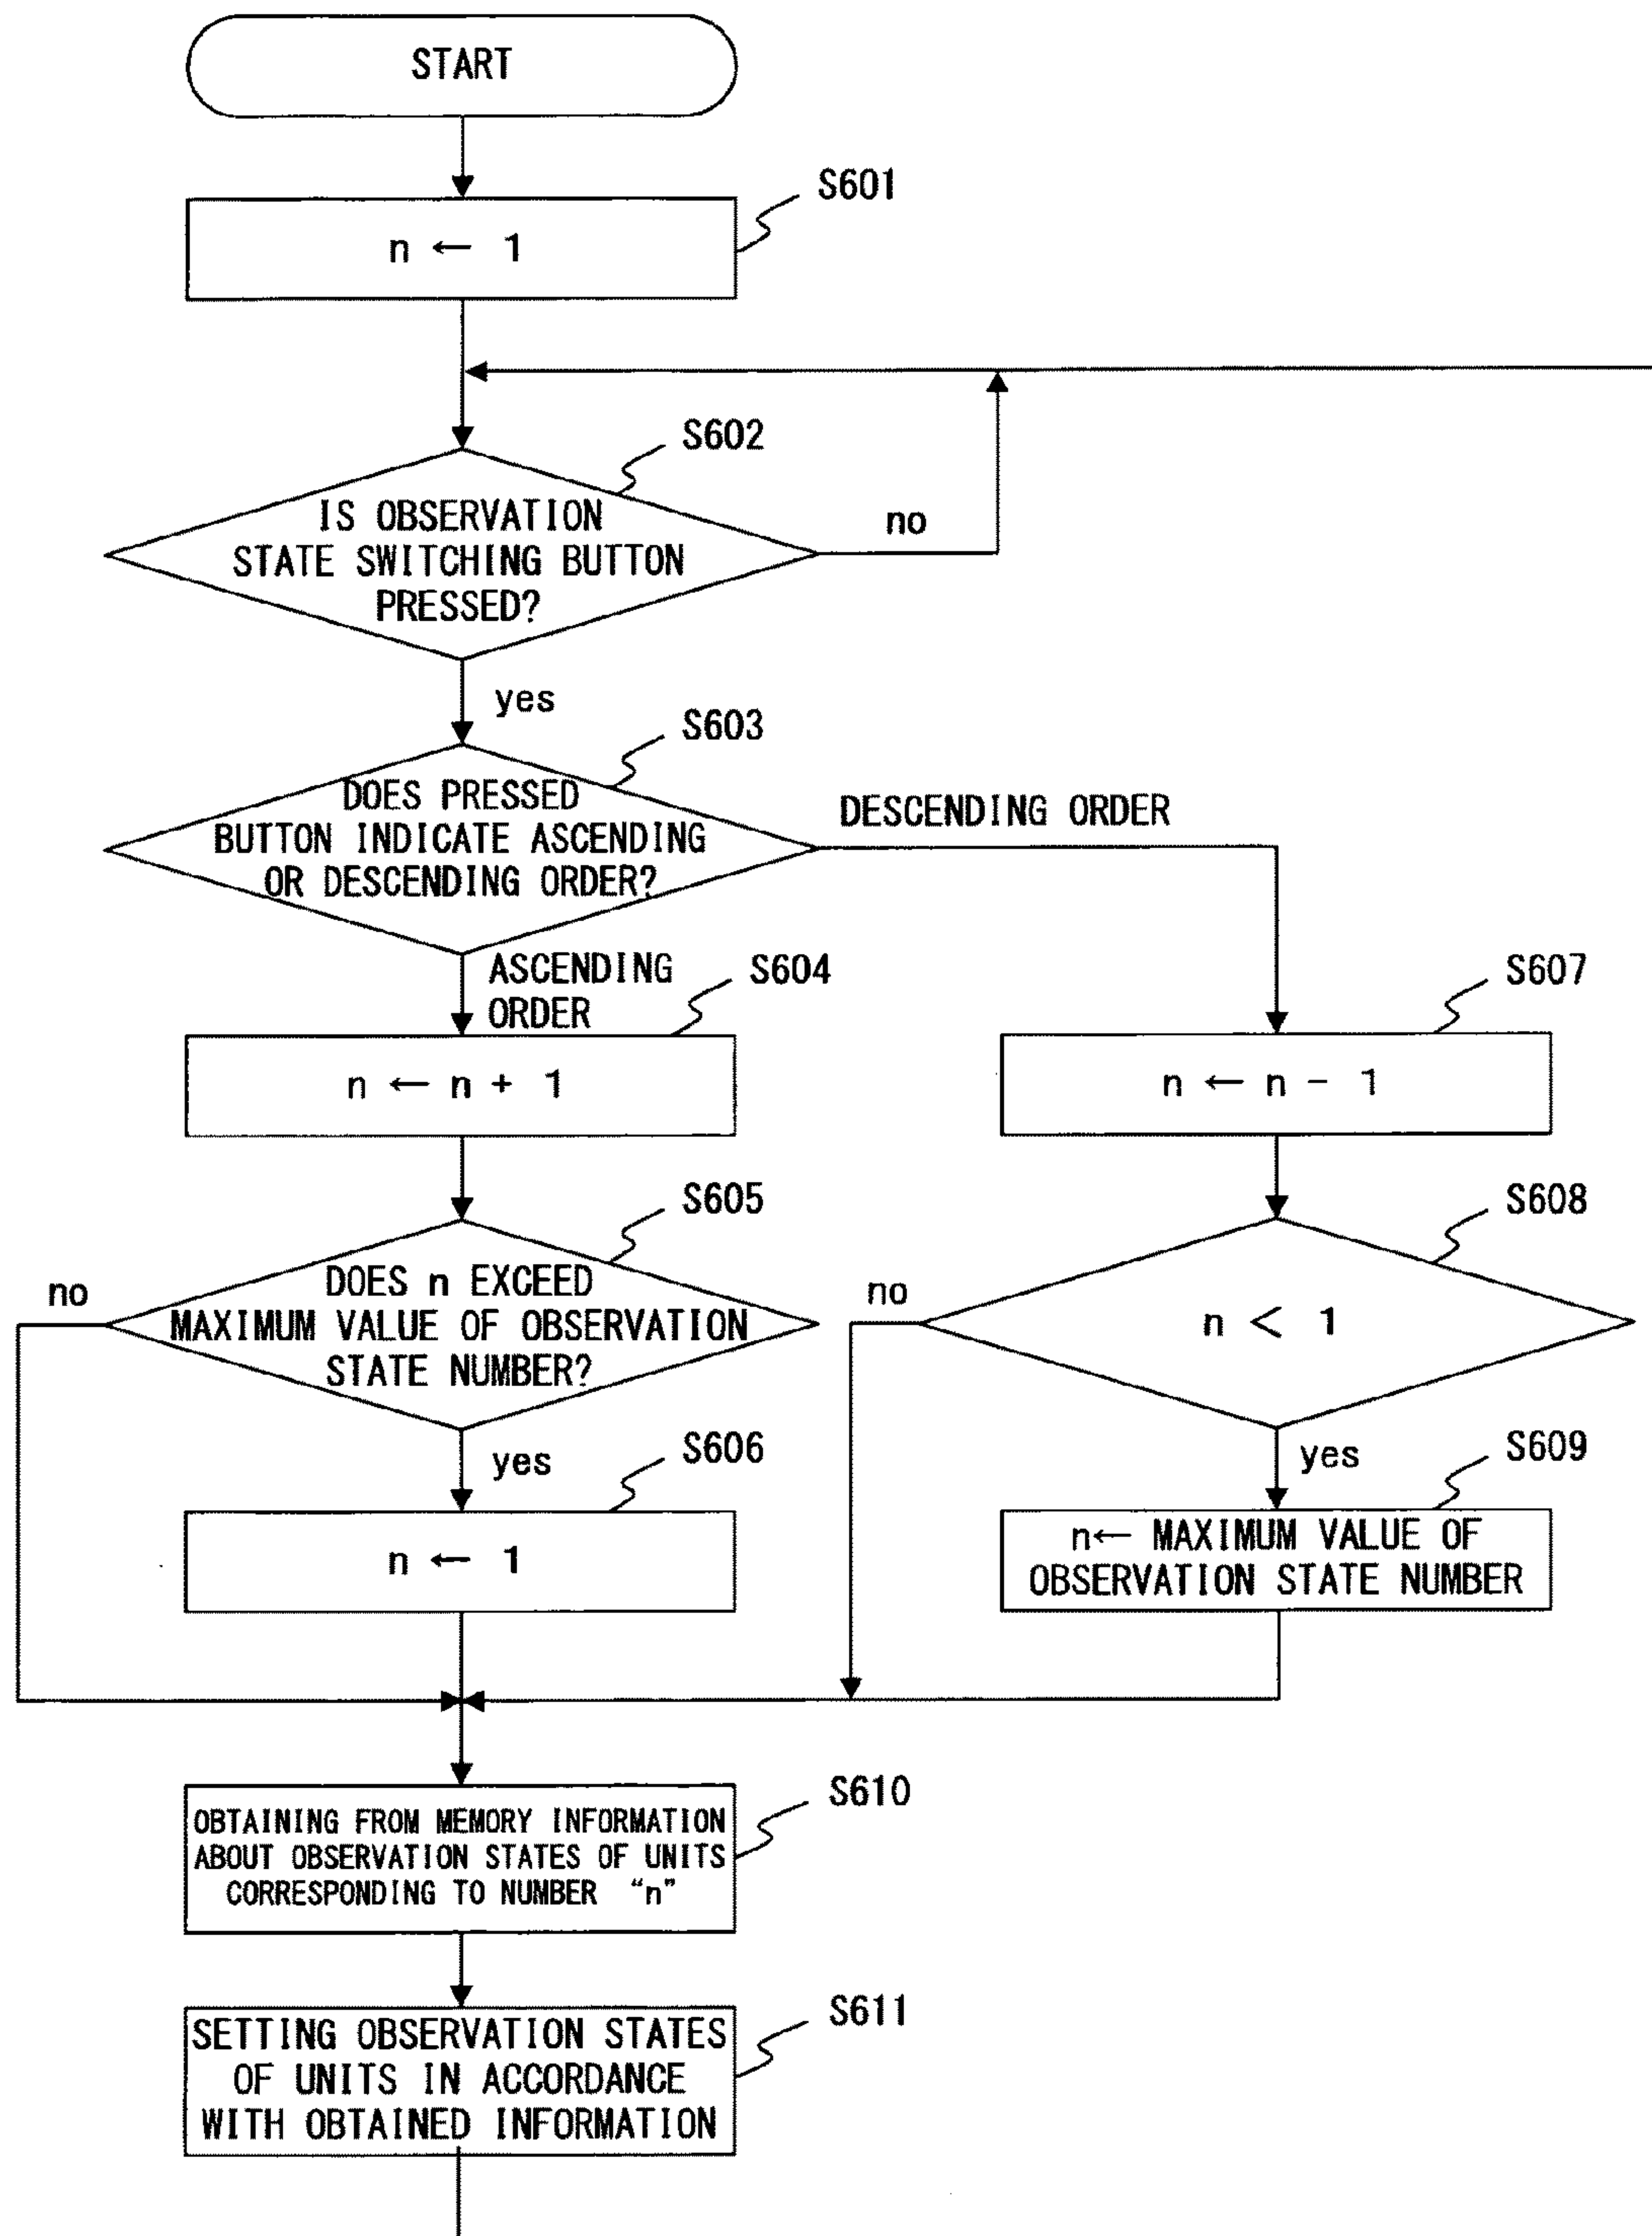 START
S601
n ← 1
S602
IS OBSERVATION
STATE SWITCHING BUTTON
PRESSED?
no
yes
S603
DOES PRESSED
BUTTON INDICATE ASCENDING
OR DESCENDING ORDER?
DESCENDING ORDER
ASCENDING
ORDER
S604
n ← n + 1
S607
n ← n - 1
S605
DOES n EXCEED
MAXIMUM VALUE OF OBSERVATION
STATE NUMBER?
no
yes
S608
n < 1
no
yes
S606
n ← 1
S609
n← MAXIMUM VALUE OF
OBSERVATION STATE NUMBER
S610
OBTAINING FROM MEMORY INFORMATION
ABOUT OBSERVATION STATES OF UNITS
CORRESPONDING TO NUMBER “n”
S611
SETTING OBSERVATION STATES
OF UNITS IN ACCORDANCE
WITH OBTAINED INFORMATION